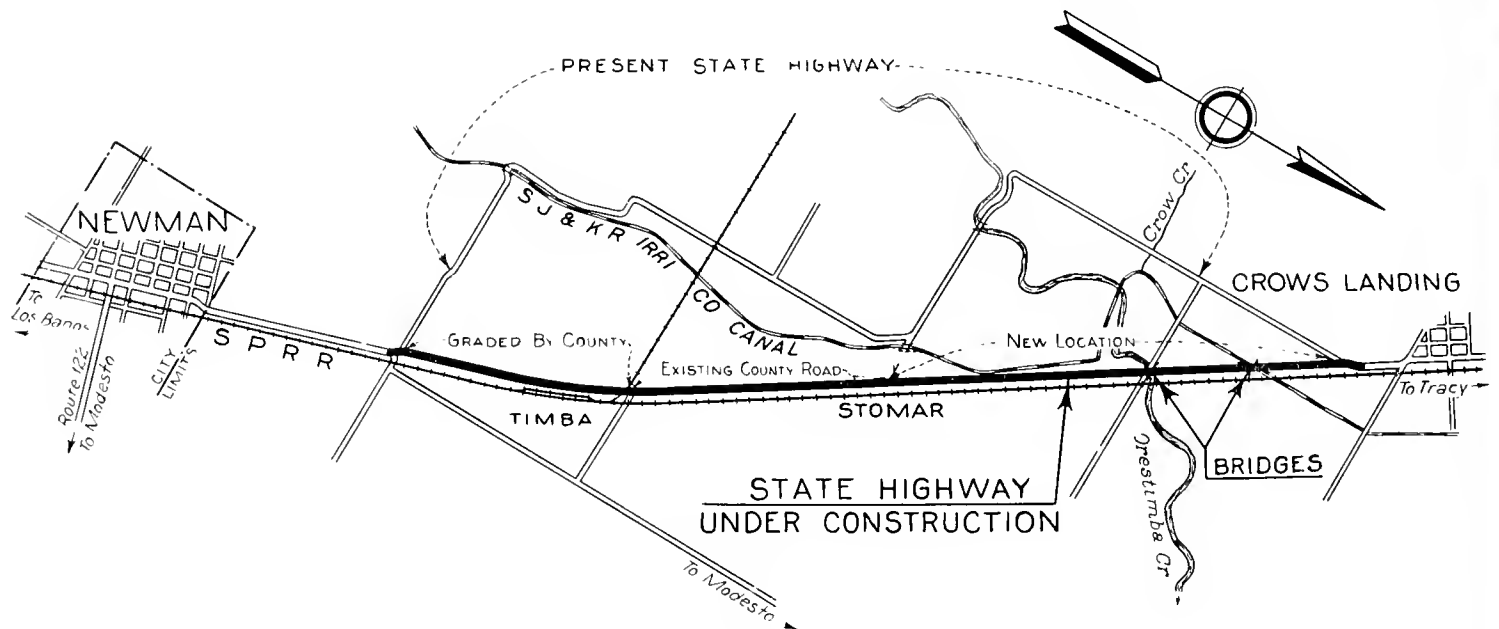 PRESENT STATE HIGHWAY
NEWMAN
S J & K R IRRI
CO CANAL
Crow Cr
CROWS LANDING
To
Los Banos
Route 122
To Modesto
CITY
LIMITS
S P R R
GRADED BY COUNTY
EXISTING COUNTY ROAD
NEW LOCATION
To Tracy
TIMBA
STOMAR
STATE HIGHWAY
UNDER CONSTRUCTION
BRIDGES
Orestimba Cr
To Modesto